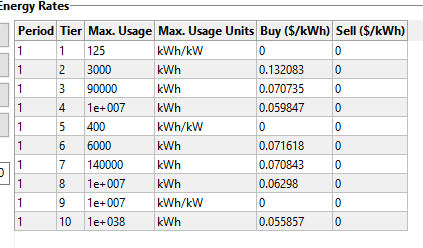 Energy Rates
Period Tier Max. Usage Max. Usage Units Buy ($/kWh) Sell ($/kWh)
1 1 125 kWh/kW 0 0
1 2 3000 kWh 0.132083 0
1 3 90000 kWh 0.070735 0
1 4 1e+007 kWh 0.059847 0
1 5 400 kWh/kW 0 0
1 6 6000 kWh 0.071618 0
1 7 140000 kWh 0.070843 0
1 8 1e+007 kWh 0.06298 0
1 9 1e+007 kWh/kW 0 0
1 10 1e+038 kWh 0.055857 0